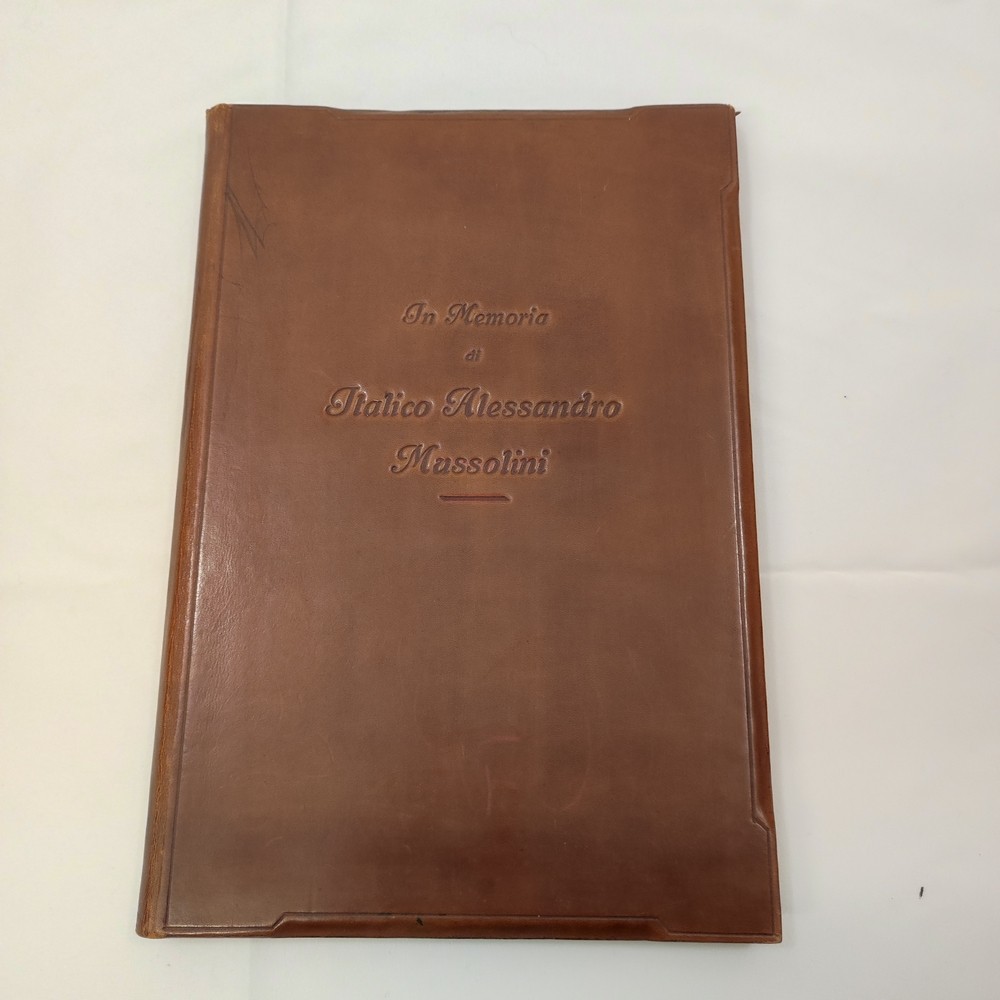 In Memoria
di
Italico Alessandro
Mussolini